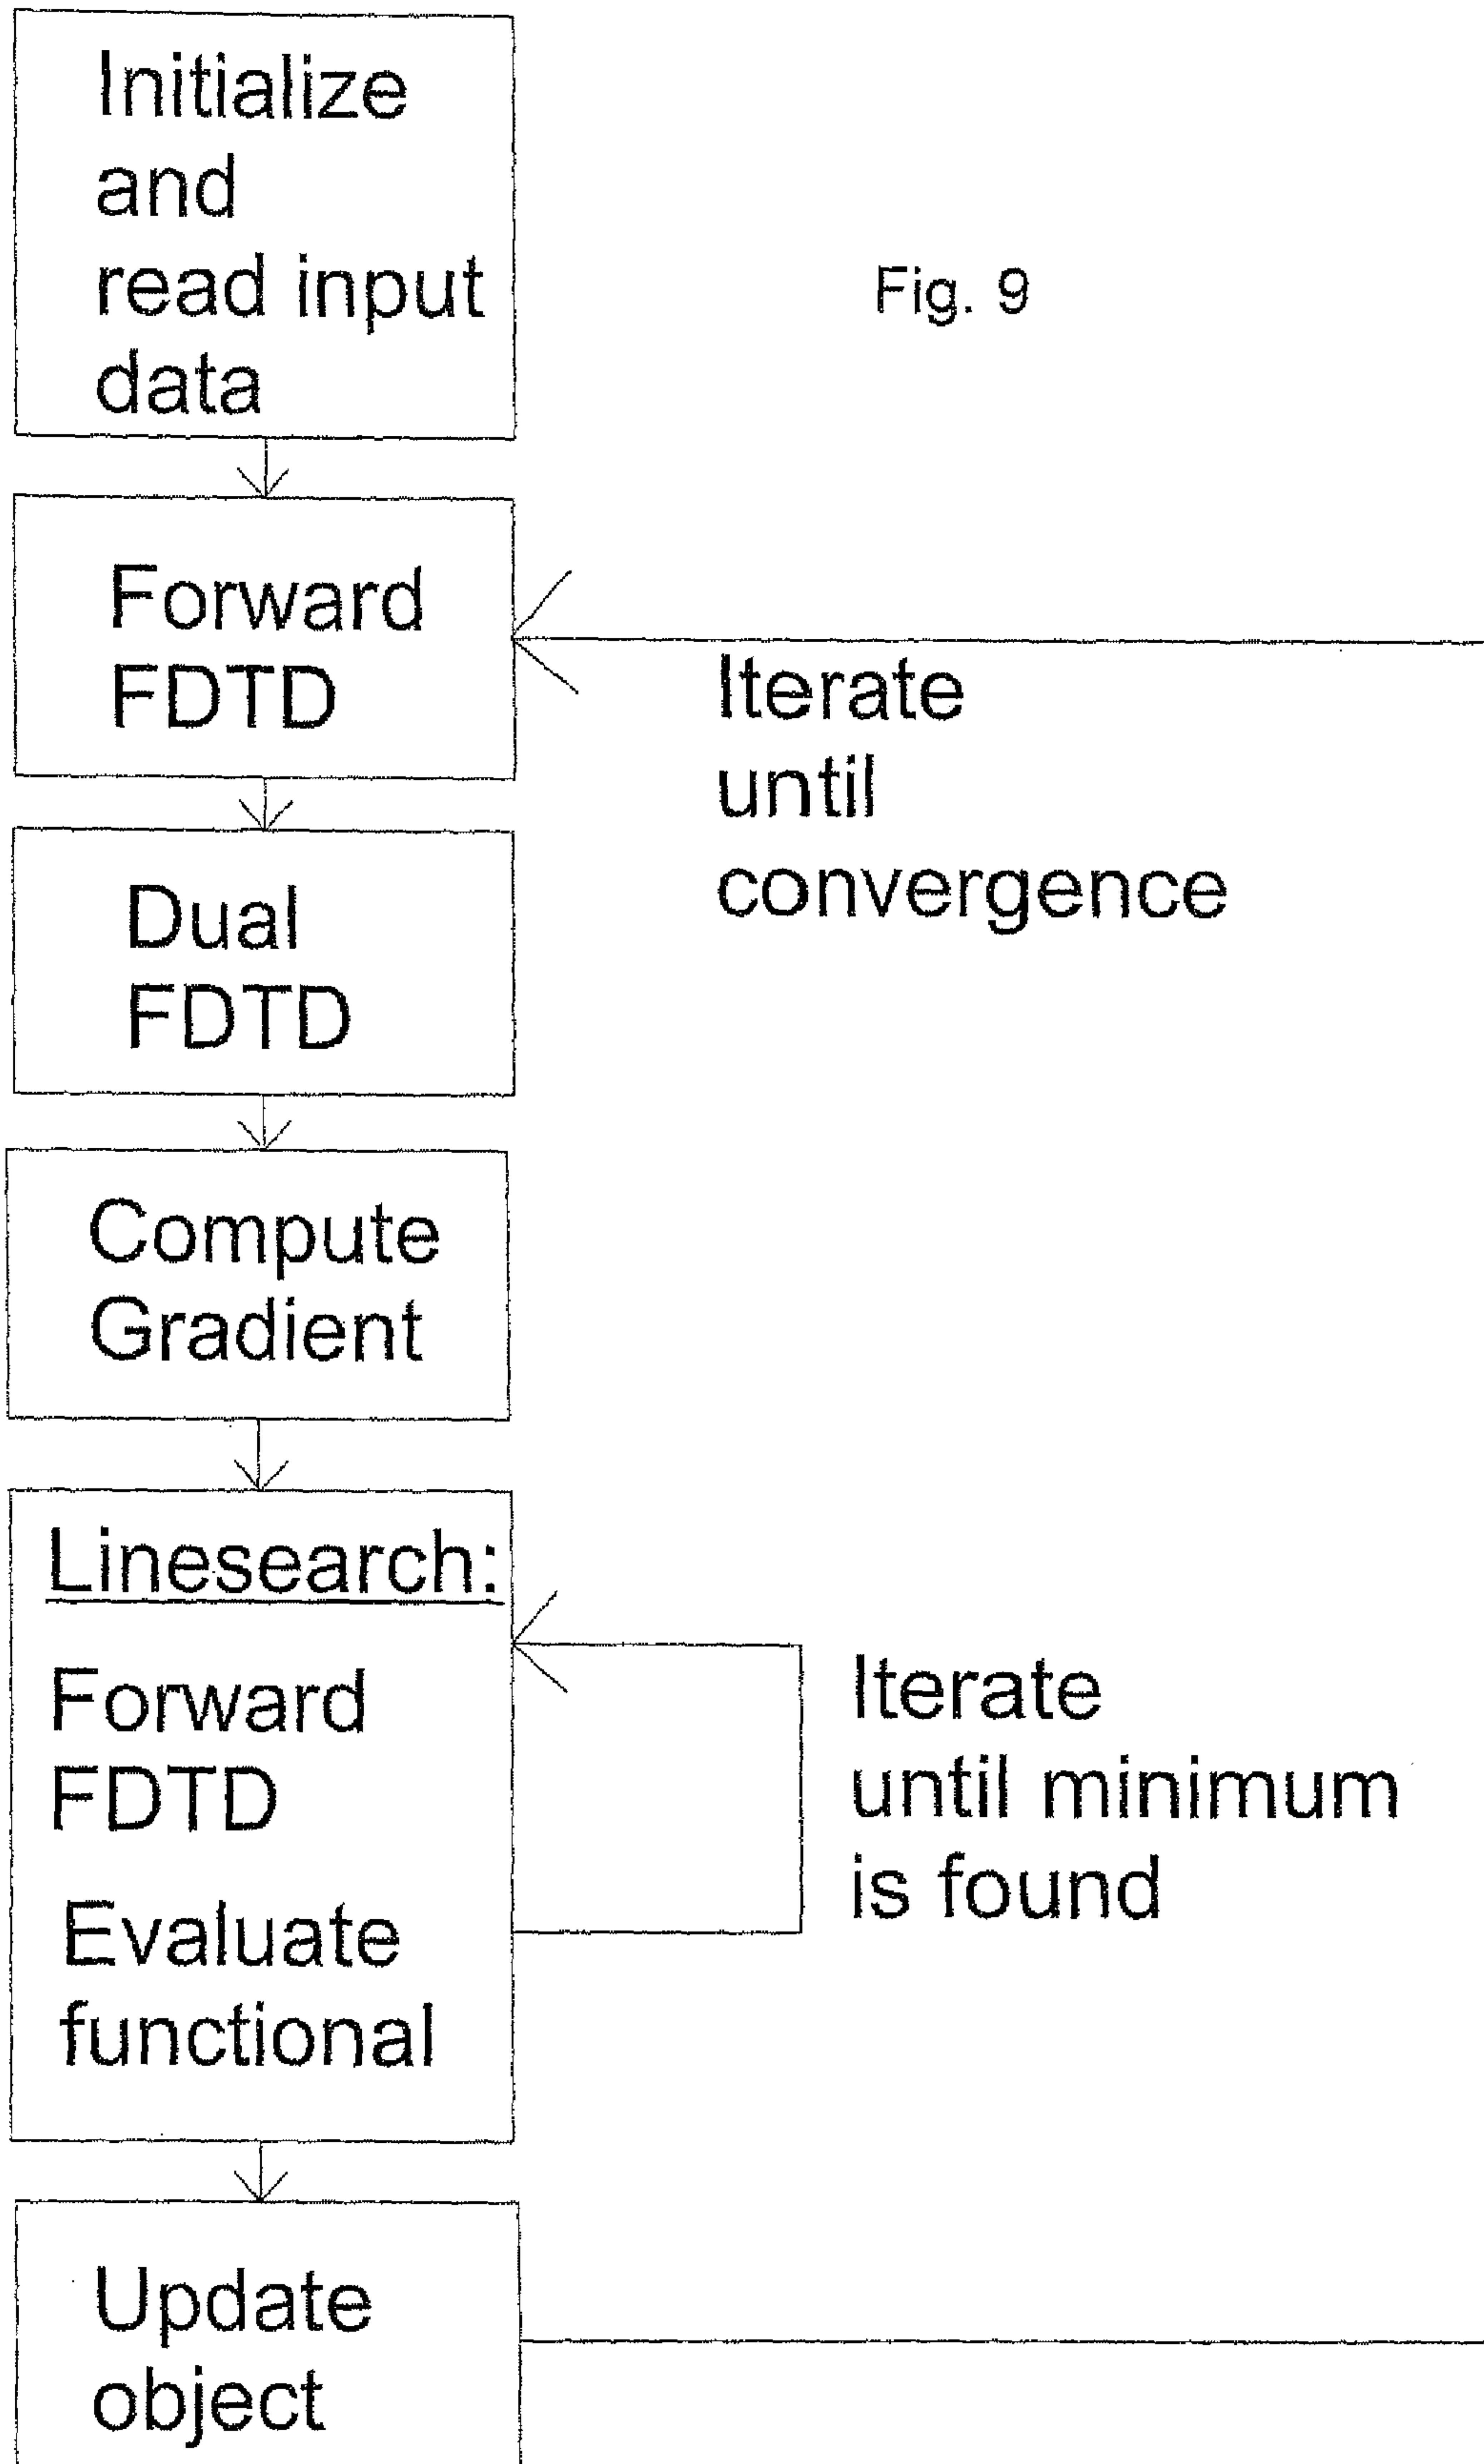 Initialize
and
read input
data
Fig. 9
Forward
FDTD
Iterate
until
convergence
Dual
FDTD
Compute
Gradient
Linesearch:
Forward
FDTD
Evaluate
functional
Iterate
until minimum
is found
Update
object